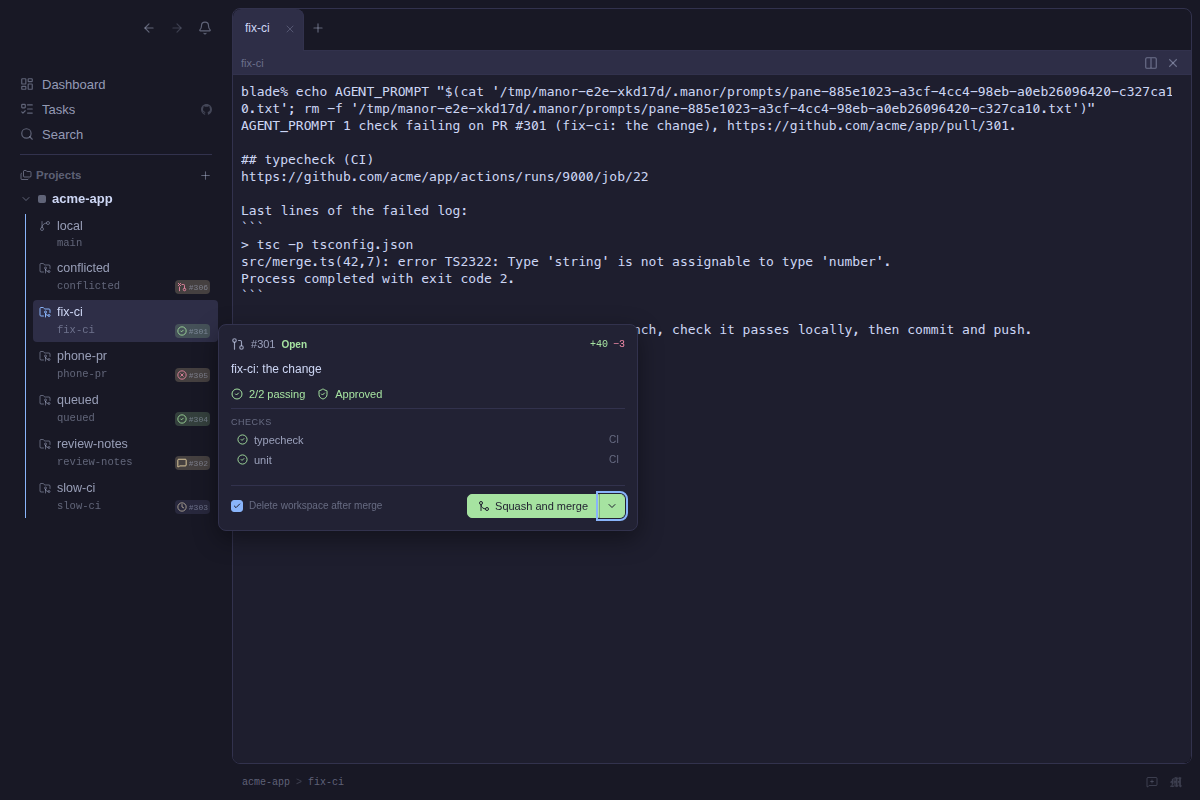 fix-ci
fix-ci
Dashboard
Tasks
Search
Projects
acme-app
local
main
conflicted
conflicted
#306
fix-ci
fix-ci
#301
phone-pr
phone-pr
#305
queued
queued
#304
review-notes
review-notes
#302
slow-ci
slow-ci
#303
blade% echo AGENT_PROMPT "$(cat '/tmp/manor-e2e-xkd17d/.manor/prompts/pane-885e1023-a3cf-4cc4-98eb-a0eb26096420-c327ca1
0.txt'; rm -f '/tmp/manor-e2e-xkd17d/.manor/prompts/pane-885e1023-a3cf-4cc4-98eb-a0eb26096420-c327ca10.txt')"
AGENT_PROMPT 1 check failing on PR #301 (fix-ci: the change), https://github.com/acme/app/pull/301.
## typecheck (CI)
https://github.com/acme/app/actions/runs/9000/job/22
Last lines of the failed log:
```
> tsc -p tsconfig.json
src/merge.ts(42,7): error TS2322: Type 'string' is not assignable to type 'number'.
Process completed with exit code 2.
```
nch, check it passes locally, then commit and push.
#301 Open +40 −3
fix-ci: the change
2/2 passing Approved
CHECKS
typecheck CI
unit CI
Delete workspace after merge Squash and merge
acme-app > fix-ci